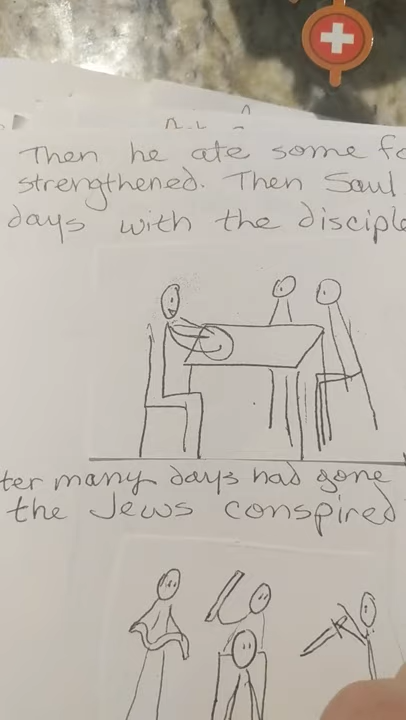 Then he ate some fo
strengthened. Then Saul
days with the disciple
ter many days had gone
the Jews conspired